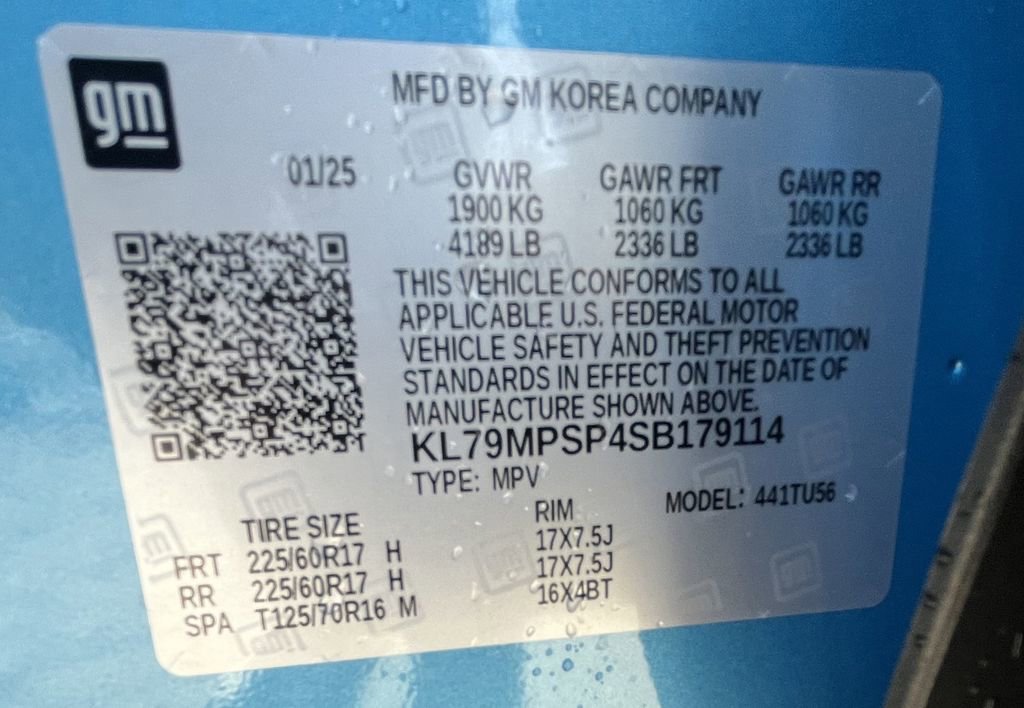 gm
MFD BY GM KOREA COMPANY
01/25 GVWR GAWR FRT GAWR RR
1900 KG 1060 KG 1060 KG
4189 LB 2336 LB 2336 LB
THIS VEHICLE CONFORMS TO ALL
APPLICABLE U.S. FEDERAL MOTOR
VEHICLE SAFETY AND THEFT PREVENTION
STANDARDS IN EFFECT ON THE DATE OF
MANUFACTURE SHOWN ABOVE.
KL79MPSP4SB179114
TYPE: MPV MODEL: 441TU56
TIRE SIZE RIM
FRT 225/60R17 H 17X7.5J
RR 225/60R17 H 17X7.5J
SPA T125/70R16 M 16X4BT